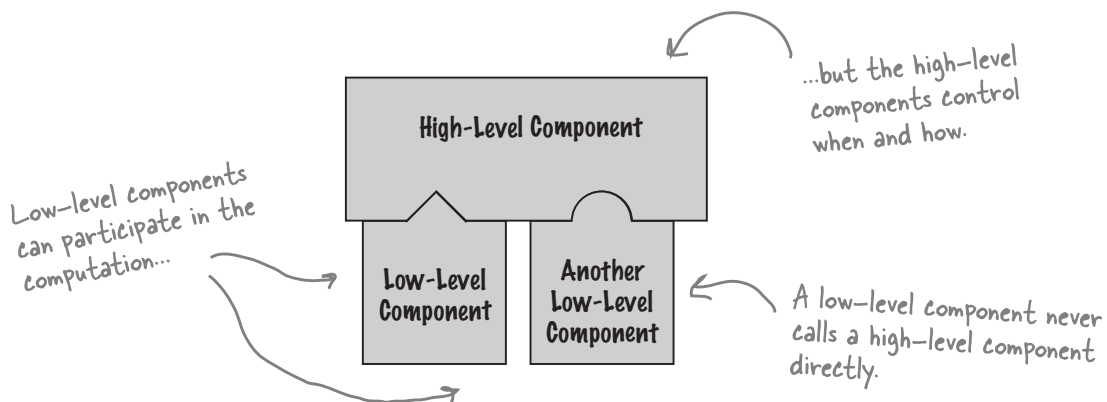 ...but the high-level
components control
when and how.
High-Level Component
Low-level components
can participate in the
computation...
Low-Level
Component
Another
Low-Level
Component
A low-level component never
calls a high-level component
directly.